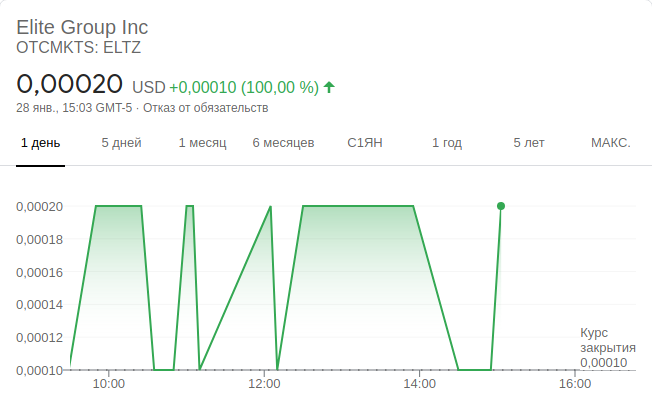 Elite Group Inc
OTCMKTS: ELTZ
0,00020 USD +0,00010 (100,00 %)
28 янв., 15:03 GMT-5 · Отказ от обязательств
1 день 5 дней 1 месяц 6 месяцев С1ЯН 1 год 5 лет МАКС.
0,00020
0,00018
0,00016
0,00014
0,00012
0,00010
Курс
закрытия
0,00010
10:00 12:00 14:00 16:00